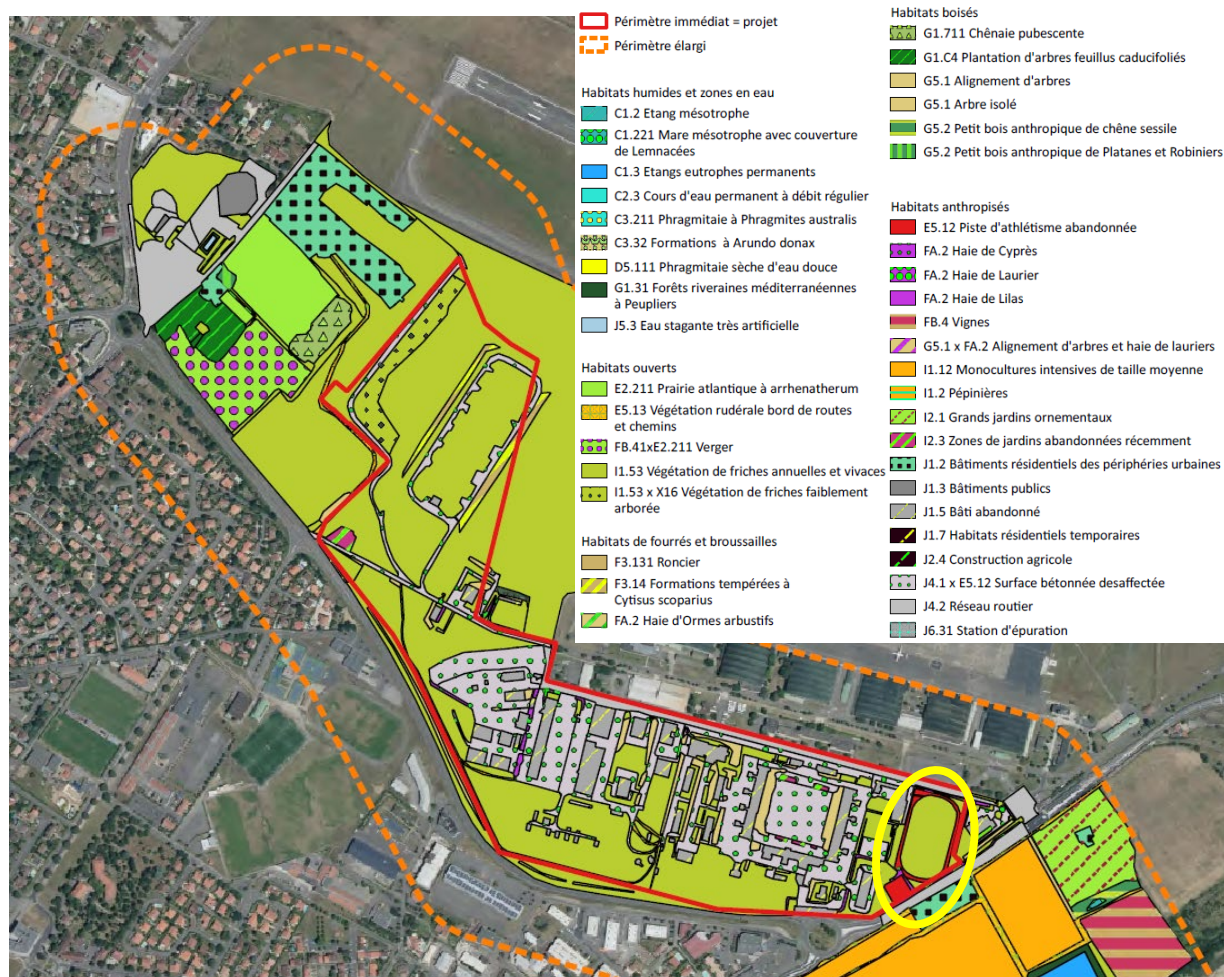 Périmètre immédiat = projet
Périmètre élargi
Habitats humides et zones en eau
C1.2 Etang mésotrophe
C1.221 Mare mésotrophe avec couverture
de Lemnacées
C1.3 Etangs eutrophes permanents
C2.3 Cours d'eau permanent à débit régulier
C3.211 Phragmitaie à Phragmites australis
C3.32 Formations à Arundo donax
D5.111 Phragmitaie sèche d'eau douce
G1.31 Forêts riveraines méditerranéennes
à Peupliers
J5.3 Eau stagante très artificielle
Habitats ouverts
E2.211 Prairie atlantique à arrhenatherum
E5.13 Végétation rudérale bord de routes
et chemins
FB.41xE2.211 Verger
I1.53 Végétation de friches annuelles et vivaces
I1.53 x X16 Végétation de friches faiblement
arborée
Habitats de fourrés et broussailles
F3.131 Roncier
F3.14 Formations tempérées à
Cytisus scoparius
FA.2 Haie d'Ormes arbustifs
Habitats boisés
G1.711 Chênaie pubescente
G1.C4 Plantation d'arbres feuillus caducifoliés
G5.1 Alignement d'arbres
G5.1 Arbre isolé
G5.2 Petit bois anthropique de chêne sessile
G5.2 Petit bois anthropique de Platanes et Robiniers
Habitats anthropisés
E5.12 Piste d'athlétisme abandonnée
FA.2 Haie de Cyprès
FA.2 Haie de Laurier
FA.2 Haie de Lilas
FB.4 Vignes
G5.1 x FA.2 Alignement d'arbres et haie de lauriers
I1.12 Monocultures intensives de taille moyenne
I1.2 Pépinières
I2.1 Grands jardins ornementaux
I2.3 Zones de jardins abandonnées récemment
J1.2 Bâtiments résidentiels des périphéries urbaines
J1.3 Bâtiments publics
J1.5 Bâti abandonné
J1.7 Habitats résidentiels temporaires
J2.4 Construction agricole
J4.1 x E5.12 Surface bétonnée desaffectée
J4.2 Réseau routier
J6.31 Station d'épuration